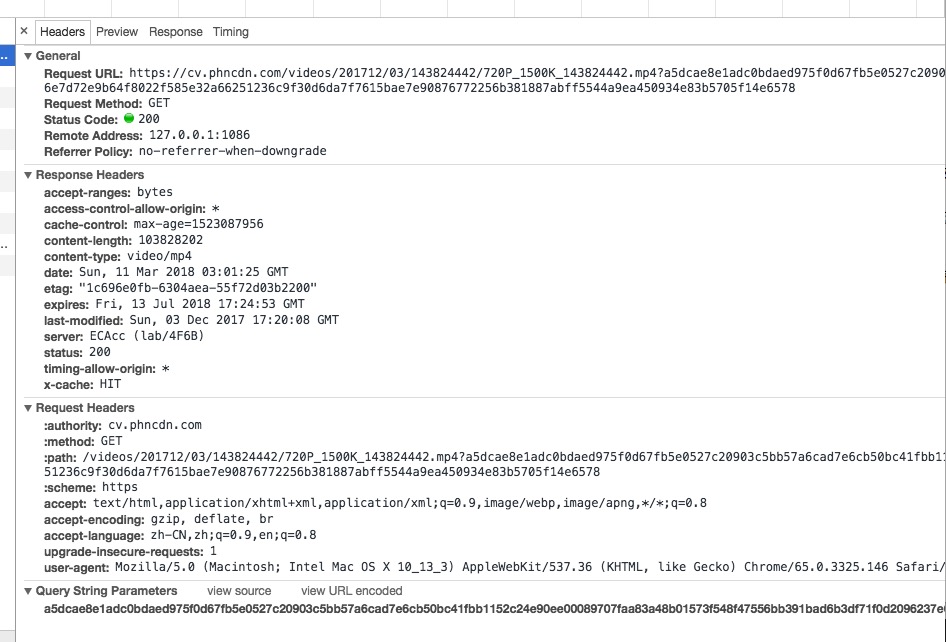 × Headers Preview Response Timing
▼ General
Request URL: https://cv.phncdn.com/videos/201712/03/143824442/720P_1500K_143824442.mp4?a5dcae8e1adc0bdaed975f0d67fb5e0527c2090
6e7d72e9b64f8022f585e32a66251236c9f30d6da7f7615bae7e90876772256b381887abff5544a9ea450934e83b5705f14e6578
Request Method: GET
Status Code: 200
Remote Address: 127.0.0.1:1086
Referrer Policy: no-referrer-when-downgrade
▼ Response Headers
accept-ranges: bytes
access-control-allow-origin: *
cache-control: max-age=1523087956
content-length: 103828202
content-type: video/mp4
date: Sun, 11 Mar 2018 03:01:25 GMT
etag: "1c696e0fb-6304aea-55f72d03b2200"
expires: Fri, 13 Jul 2018 17:24:53 GMT
last-modified: Sun, 03 Dec 2017 17:20:08 GMT
server: ECAcc (lab/4F6B)
status: 200
timing-allow-origin: *
x-cache: HIT
▼ Request Headers
:authority: cv.phncdn.com
:method: GET
:path: /videos/201712/03/143824442/720P_1500K_143824442.mp4?a5dcae8e1adc0bdaed975f0d67fb5e0527c20903c5bb57a6cad7e6cb50bc41fbb11
51236c9f30d6da7f7615bae7e90876772256b381887abff5544a9ea450934e83b5705f14e6578
:scheme: https
accept: text/html,application/xhtml+xml,application/xml;q=0.9,image/webp,image/apng,*/*;q=0.8
accept-encoding: gzip, deflate, br
accept-language: zh-CN,zh;q=0.9,en;q=0.8
upgrade-insecure-requests: 1
user-agent: Mozilla/5.0 (Macintosh; Intel Mac OS X 10_13_3) AppleWebKit/537.36 (KHTML, like Gecko) Chrome/65.0.3325.146 Safari/
▼ Query String Parameters view source view URL encoded
a5dcae8e1adc0bdaed975f0d67fb5e0527c20903c5bb57a6cad7e6cb50bc41fbb1152c24e90ee00089707faa83a48b01573f548f47556bb391bad6b3df71f0d2096237e